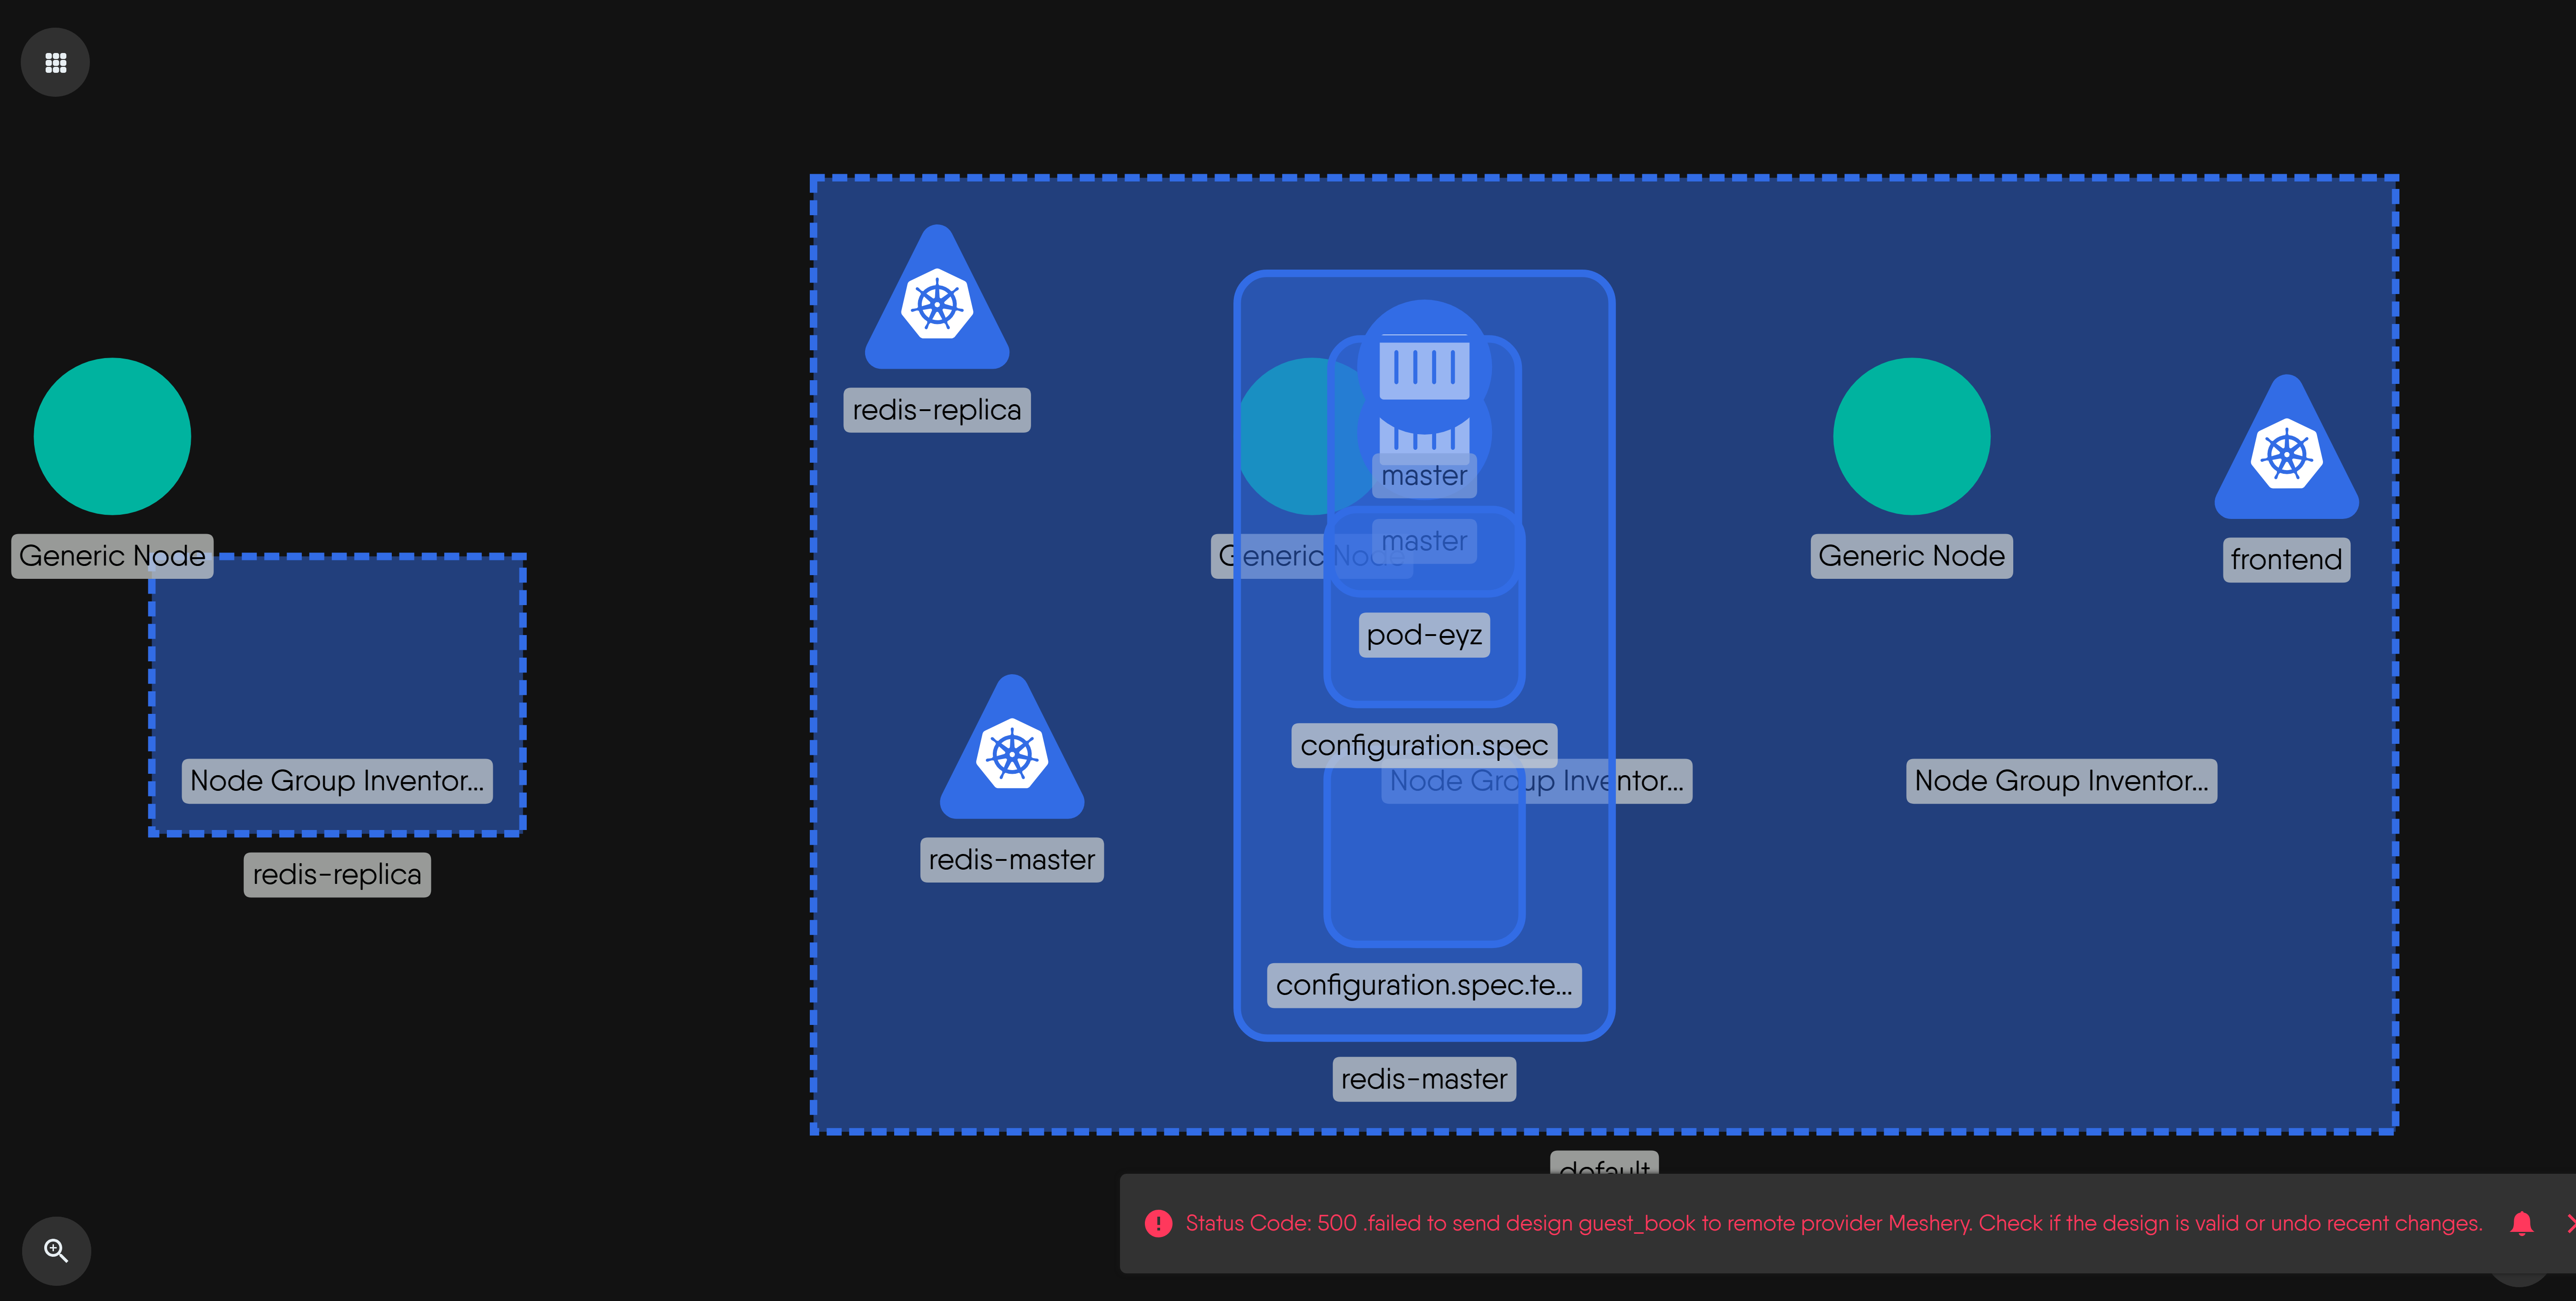 redis-replica
master
master
Generic Node
Generic Node
Generic Node
frontend
pod-eyz
configuration.spec
Node Group Inventor...
Node Group Inventor...
Node Group Inventor...
redis-replica
redis-master
configuration.spec.te...
redis-master
default
Status Code: 500 .failed to send design guest_book to remote provider Meshery. Check if the design is valid or undo recent changes.